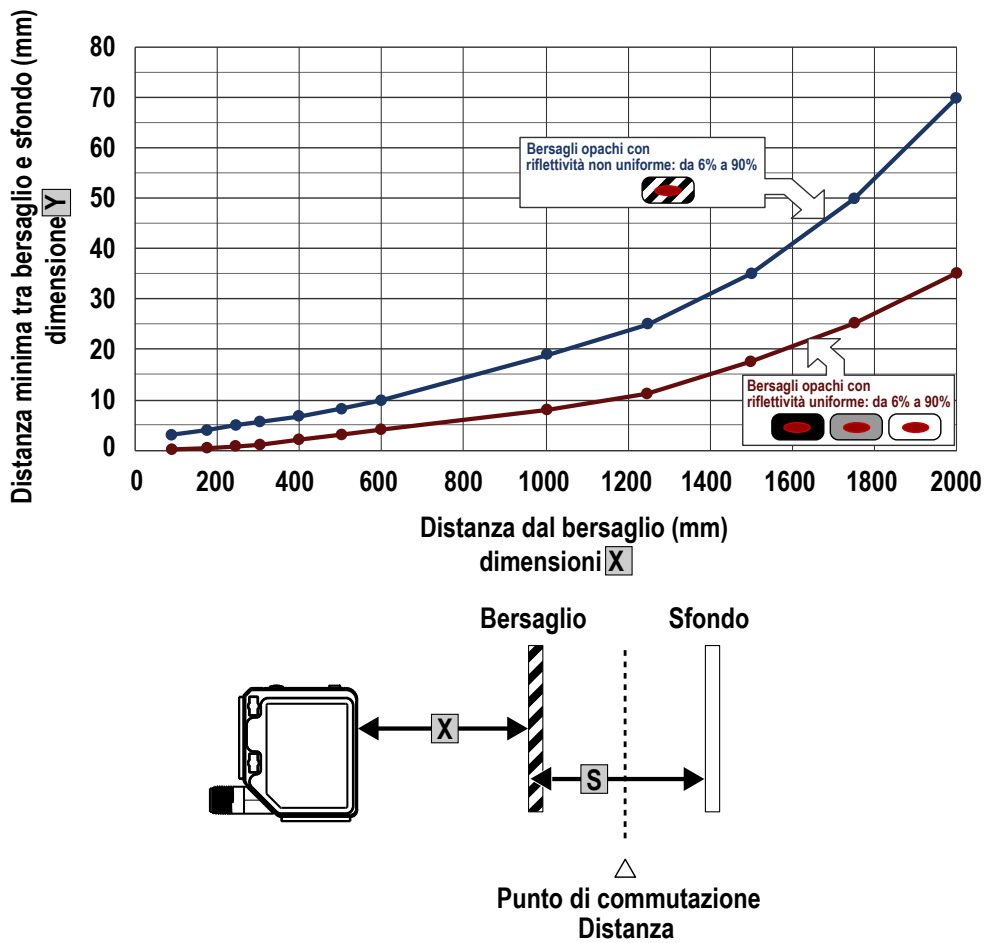 Distanza minima tra bersaglio e sfondo (mm)
dimensione Y
80
70
60
50
40
30
20
10
0
Bersagli opachi con
riflettività non uniforme: da 6% a 90%
Bersagli opachi con
riflettività uniforme: da 6% a 90%
0 200 400 600 800 1000 1200 1400 1600 1800 2000
Distanza dal bersaglio (mm)
dimensioni X
Bersaglio Sfondo
X
S
Punto di commutazione
Distanza